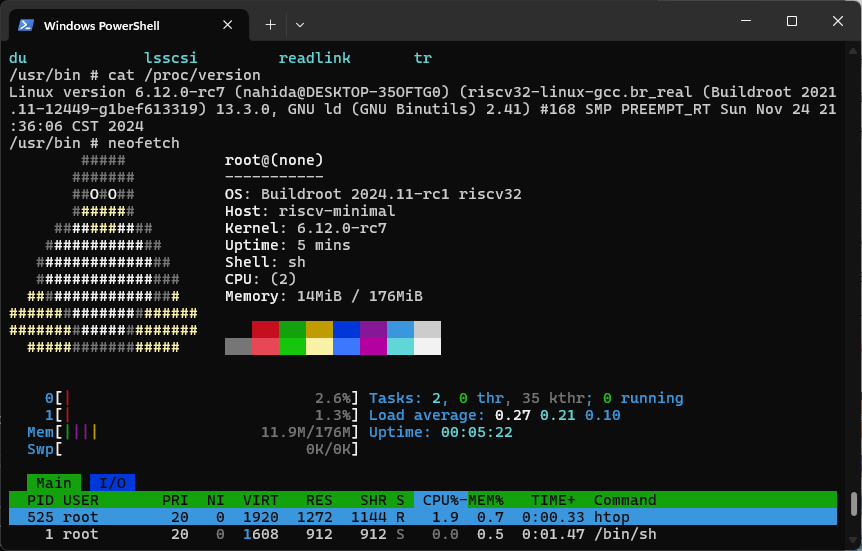 Windows PowerShell
du lsscsi readlink tr
/usr/bin # cat /proc/version
Linux version 6.12.0-rc7 (nahida@DESKTOP-35OFTG0) (riscv32-linux-gcc.br_real (Buildroot 2021
.11-12449-g1bef613319) 13.3.0, GNU ld (GNU Binutils) 2.41) #168 SMP PREEMPT_RT Sun Nov 24 21
:36:06 CST 2024
/usr/bin # neofetch
##### root@(none)
####### -----------
##O#O## OS: Buildroot 2024.11-rc1 riscv32
####### Host: riscv-minimal
########### Kernel: 6.12.0-rc7
############# Uptime: 5 mins
############### Shell: sh
################ CPU: (2)
################# Memory: 14MiB / 176MiB
#####################
#####################
#################
0[| 2.6%] Tasks: 2, 0 thr, 35 kthr; 0 running
1[| 1.3%] Load average: 0.27 0.21 0.10
Mem[|||| 11.9M/176M] Uptime: 00:05:22
Swp[ 0K/0K]
Main I/O
PID USER PRI NI VIRT RES SHR S CPU%-MEM% TIME+ Command
525 root 20 0 1920 1272 1144 R 1.9 0.7 0:00.33 htop
1 root 20 0 1608 912 912 S 0.0 0.5 0:01.47 /bin/sh